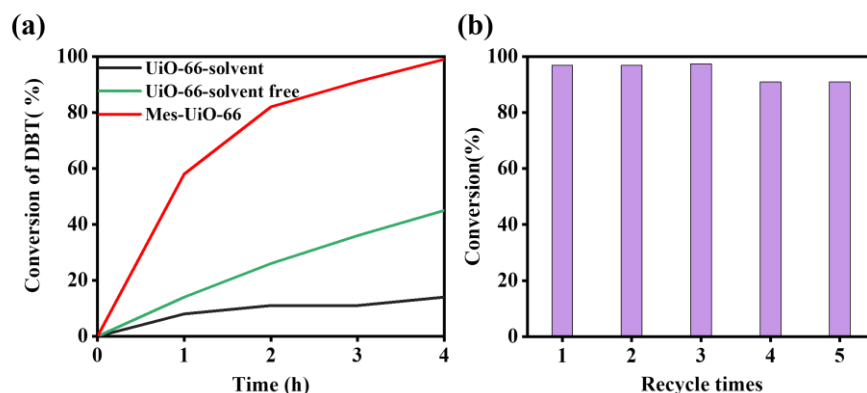 (a)
Conversion of DBT( %)
100
80
60
40
20
0
UiO-66-solvent
UiO-66-solvent free
Mes-UiO-66
0 1 2 3 4
Time (h)
(b)
Conversion(%)
100
80
60
40
20
0
1 2 3 4 5
Recycle times